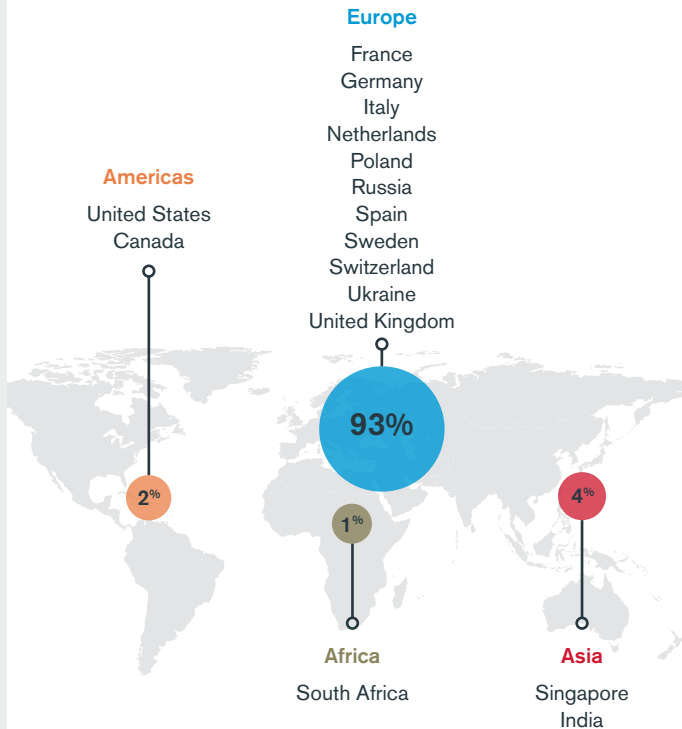 Europe
France
Germany
Italy
Netherlands
Poland
Russia
Spain
Sweden
Switzerland
Ukraine
United Kingdom
Americas
United States
Canada
93%
2%
1%
4%
Africa
South Africa
Asia
Singapore
India